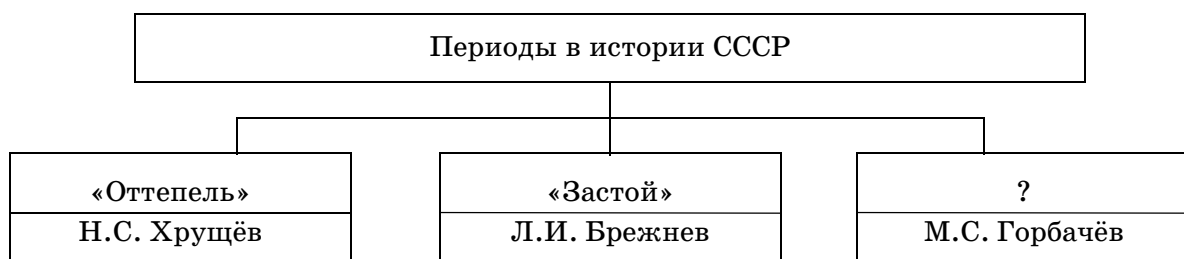 Периоды в истории СССР
«Оттепель»
Н.С. Хрущёв
«Застой»
Л.И. Брежнев
?
М.С. Горбачёв